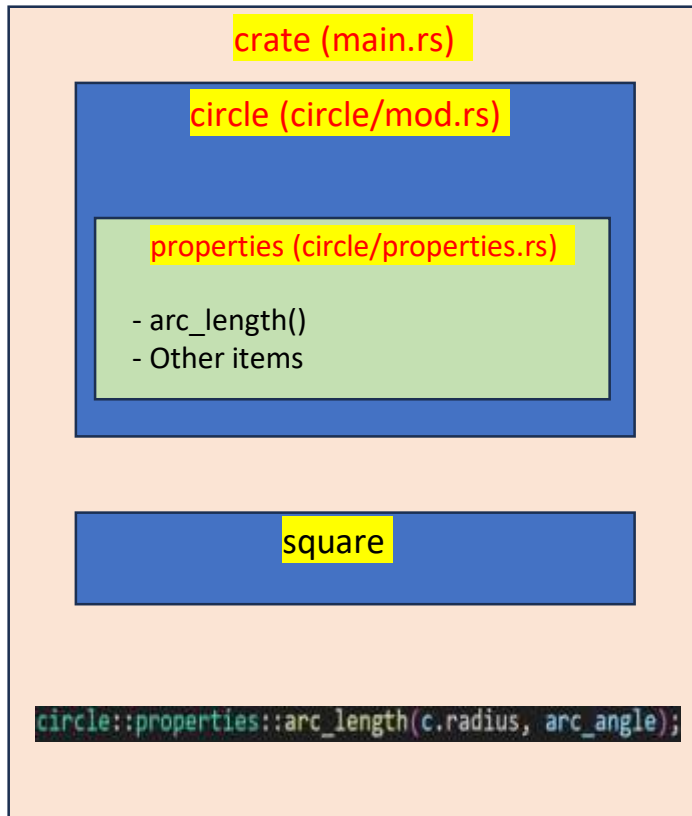 crate (main.rs)
circle (circle/mod.rs)
properties (circle/properties.rs)
- arc_length()
- Other items
square
circle::properties::arc_length(c.radius, arc_angle);